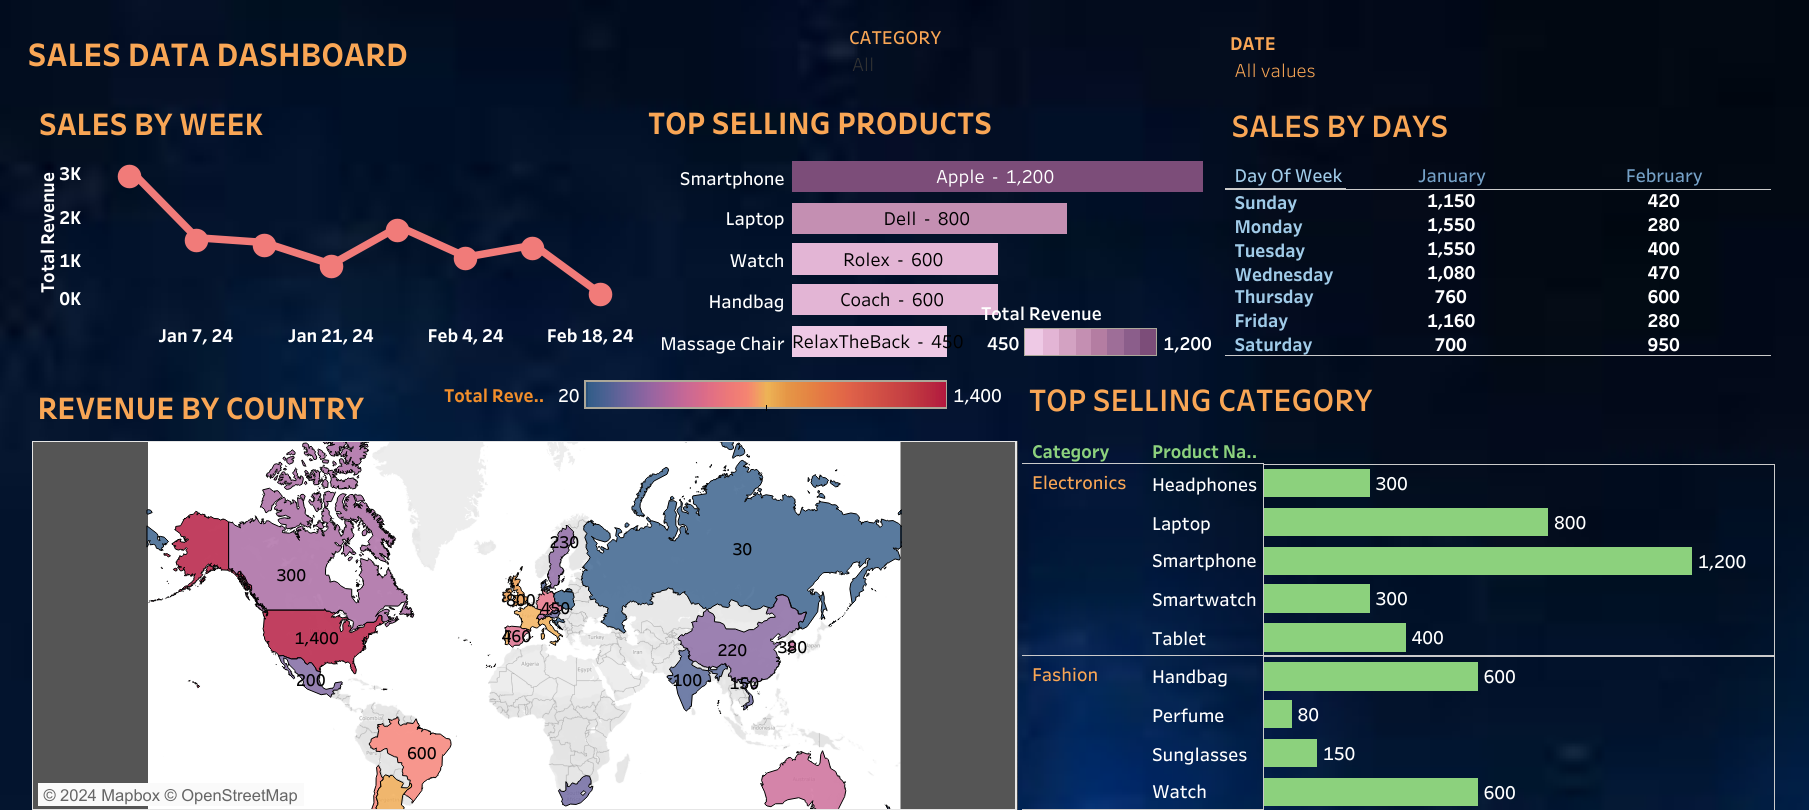 SALES DATA DASHBOARD
CATEGORY
All
DATE
All values
SALES BY WEEK
Total Revenue
3K
2K
1K
0K
Jan 7, 24
Jan 21, 24
Feb 4, 24
Feb 18, 24
TOP SELLING PRODUCTS
Smartphone
Apple - 1,200
Laptop
Dell - 800
Watch
Rolex - 600
Handbag
Coach - 600
Massage Chair
RelaxTheBack - 450
Total Revenue
450
1,200
SALES BY DAYS
Day Of Week January February
Sunday 1,150 420
Monday 1,550 280
Tuesday 1,550 400
Wednesday 1,080 470
Thursday 760 600
Friday 1,160 280
Saturday 700 950
REVENUE BY COUNTRY
Total Reve..
20
1,400
230
30
300
450
1,400
460
220
200
100
600
© 2024 Mapbox © OpenStreetMap
TOP SELLING CATEGORY
Category Product Na..
Electronics
Headphones 300
Laptop 800
Smartphone 1,200
Smartwatch 300
Tablet 400
Fashion
Handbag 600
Perfume 80
Sunglasses 150
Watch 600